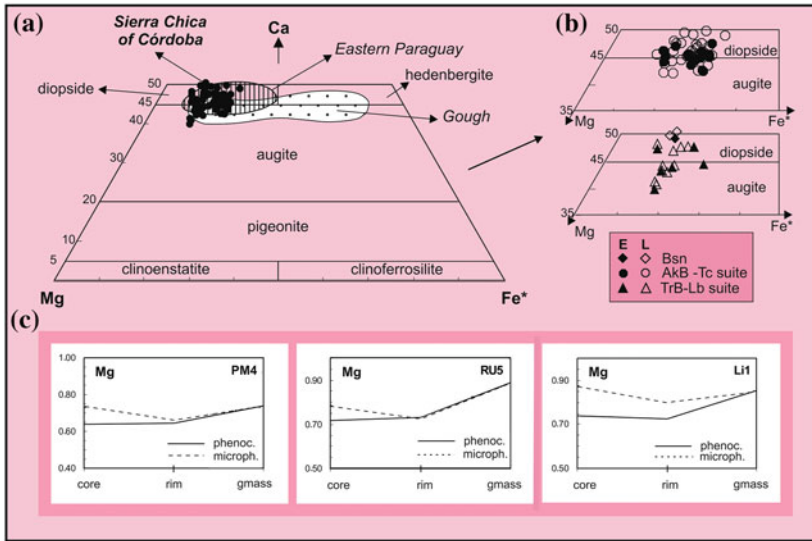 (a)
Sierra Chica
of Córdoba
Ca
Eastern Paraguay
diopside
hedenbergite
Gough
50
45
40
30
20
10
5
augite
pigeonite
clinoenstatite
clinoferrosilite
Mg
Fe*
(b)
50
45
35
diopside
augite
Mg
Fe*
50
45
35
diopside
augite
Mg
Fe*
E L
Bsn
AkB -Tc suite
TrB-Lb suite
(c)
1.00
0.80
0.60
0.40
Mg
PM4
phenoc.
microph.
core rim gmass
0.90
0.70
0.50
Mg
RU5
phenoc.
microph.
core rim gmass
0.90
0.70
0.50
Mg
Li1
phenoc.
microph.
core rim gmass